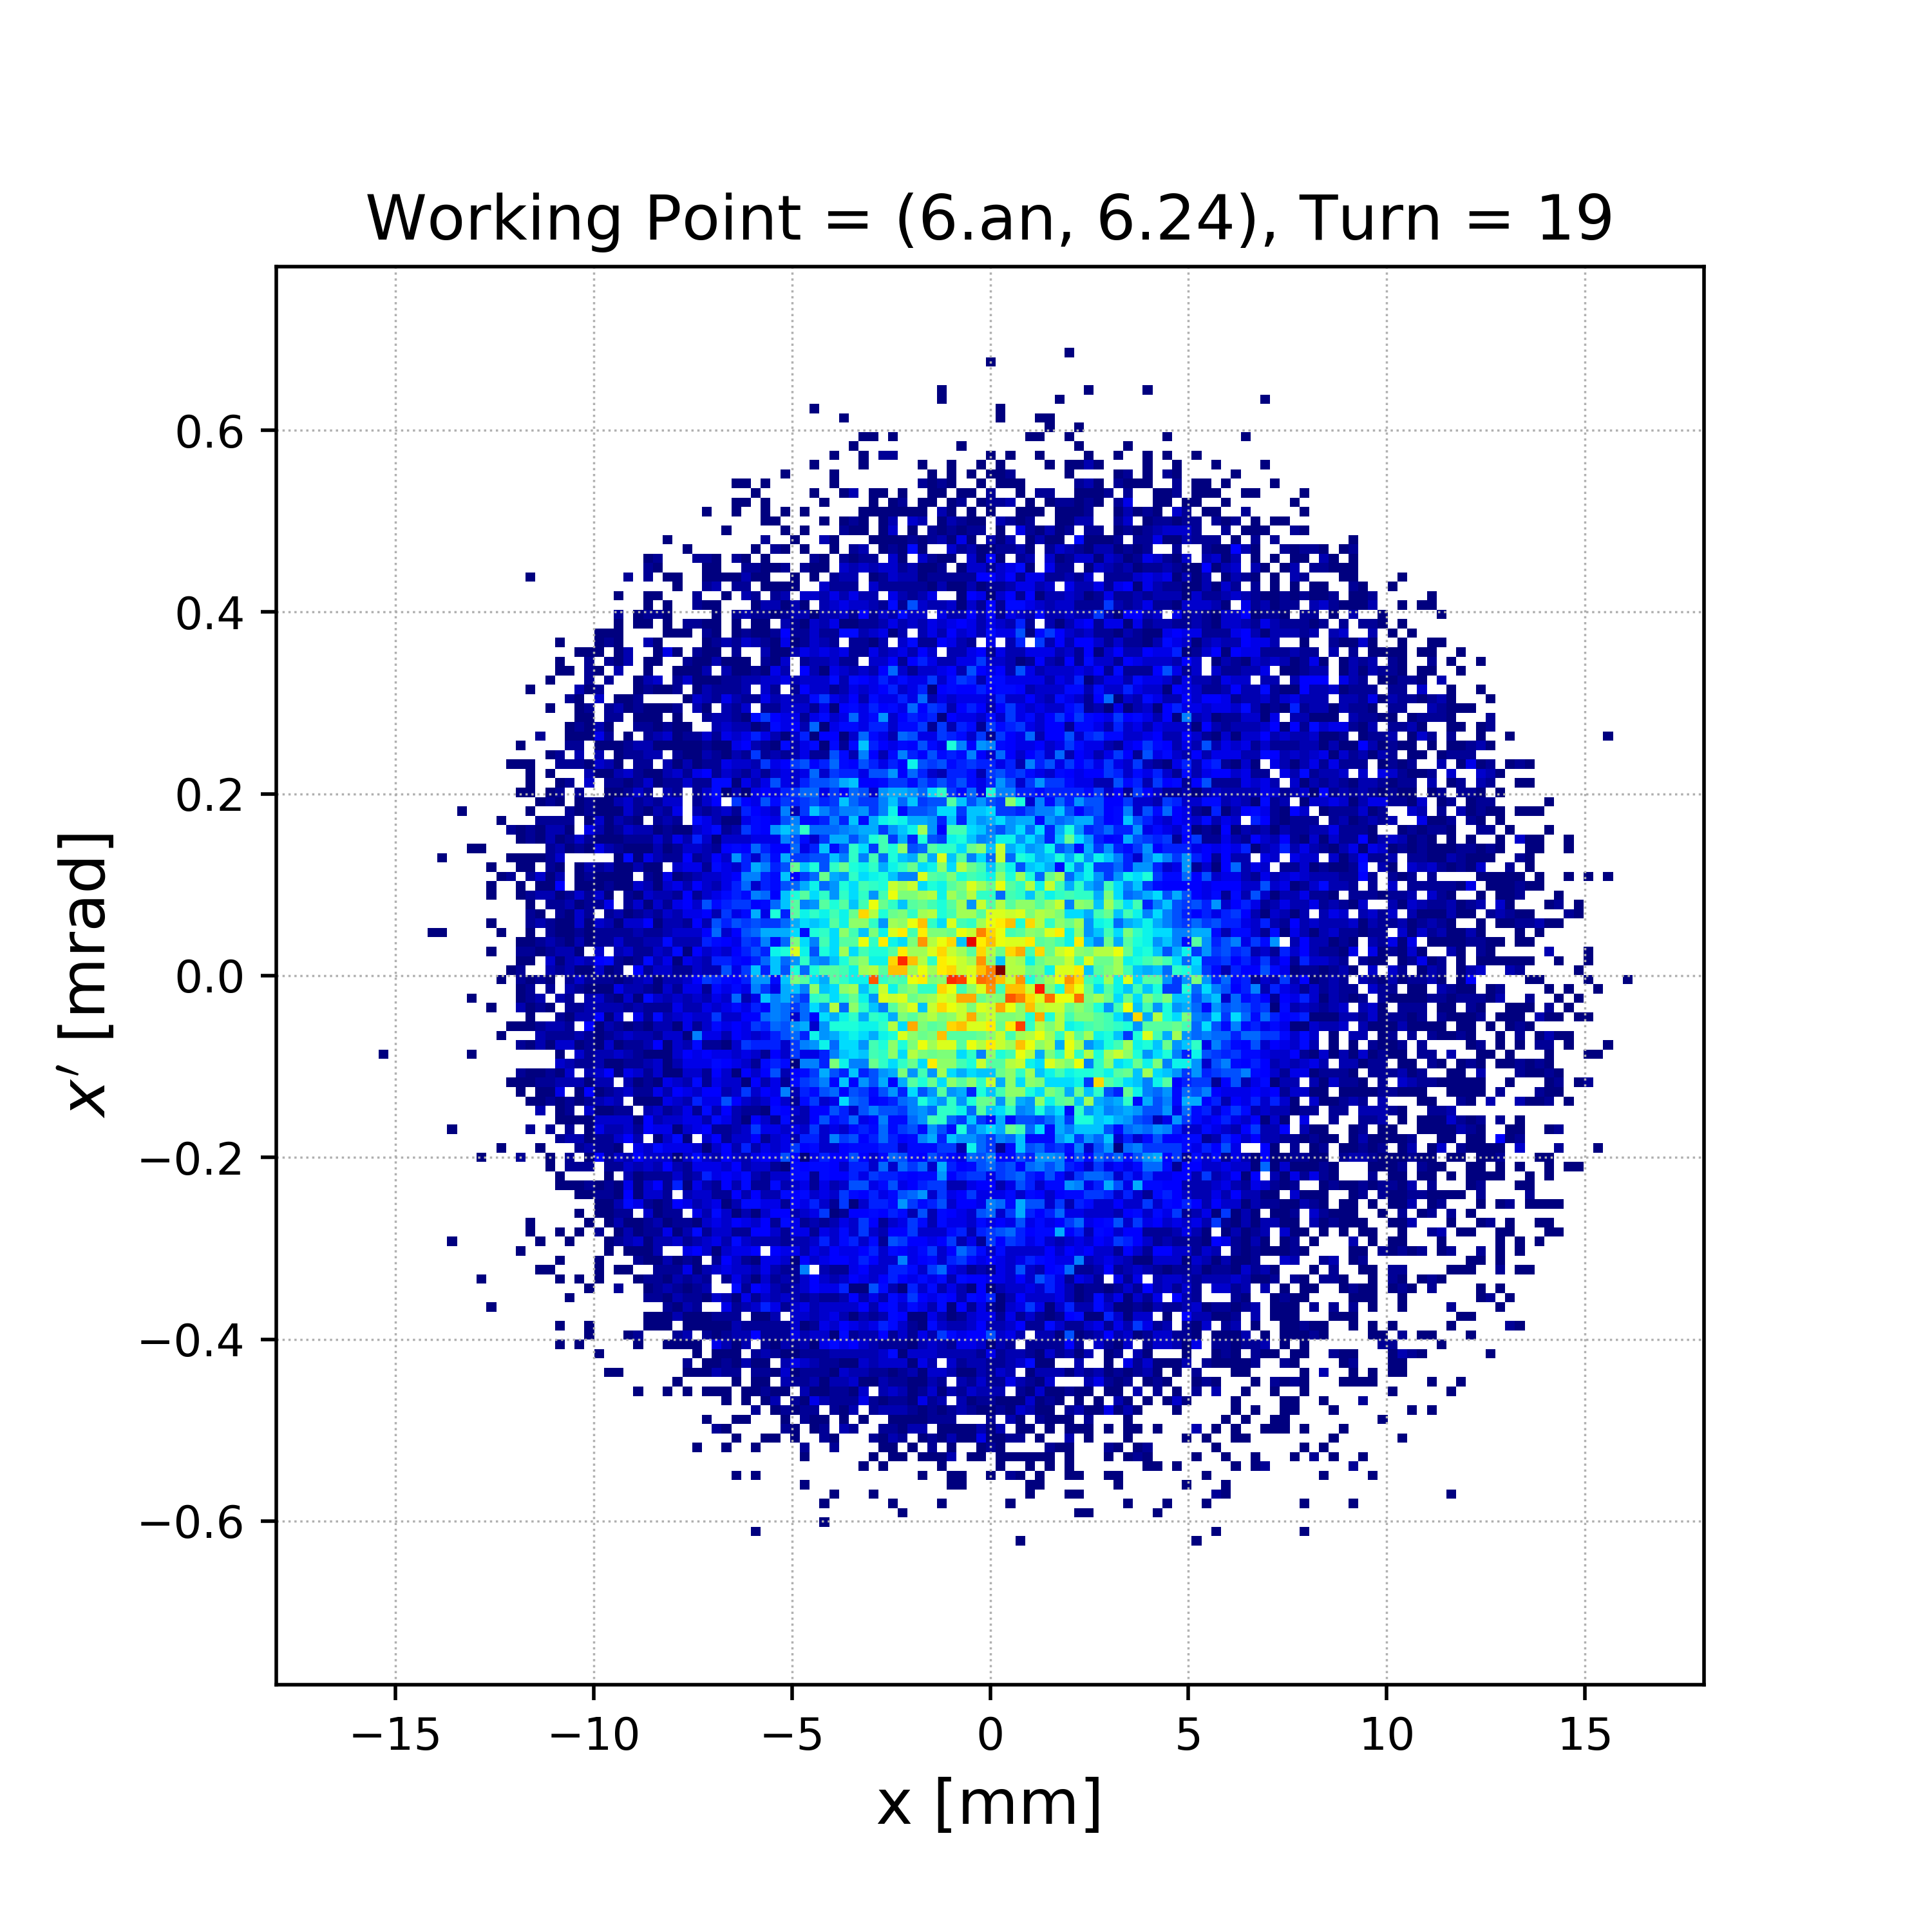 Working Point = (6.an, 6.24), Turn = 19
0.6
0.4
0.2
0.0
−0.2
−0.4
−0.6
x′ [mrad]
−15 −10 −5 0 5 10 15
x [mm]